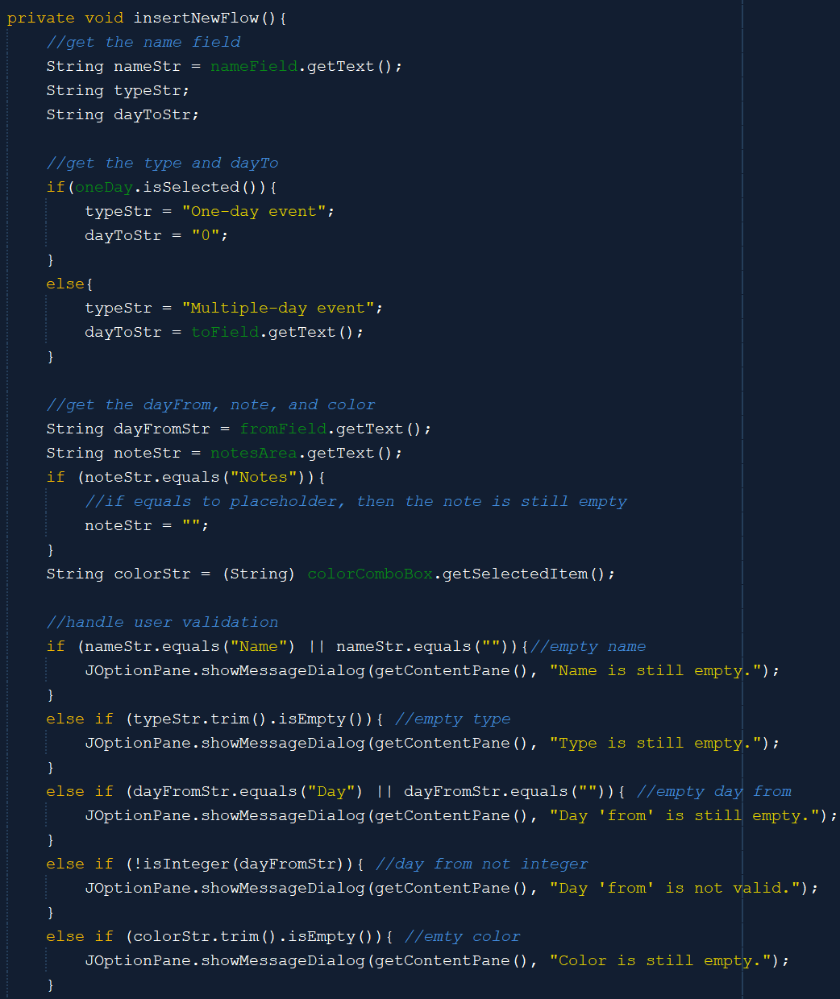 private void insertNewFlow(){
//get the name field
String nameStr = nameField.getText();
String typeStr;
String dayToStr;
//get the type and dayTo
if(oneDay.isSelected()){
typeStr = "One-day event";
dayToStr = "0";
}
else{
typeStr = "Multiple-day event";
dayToStr = toField.getText();
}
//get the dayFrom, note, and color
String dayFromStr = fromField.getText();
String noteStr = notesArea.getText();
if (noteStr.equals("Notes")){
//if equals to placeholder, then the note is still empty
noteStr = "";
}
String colorStr = (String) colorComboBox.getSelectedItem();
//handle user validation
if (nameStr.equals("Name") || nameStr.equals("")){//empty name
JOptionPane.showMessageDialog(getContentPane(), "Name is still empty.");
}
else if (typeStr.trim().isEmpty()){ //empty type
JOptionPane.showMessageDialog(getContentPane(), "Type is still empty.");
}
else if (dayFromStr.equals("Day") || dayFromStr.equals("")){ //empty day from
JOptionPane.showMessageDialog(getContentPane(), "Day 'from' is still empty.");
}
else if (!isInteger(dayFromStr)){ //day from not integer
JOptionPane.showMessageDialog(getContentPane(), "Day 'from' is not valid.");
}
else if (colorStr.trim().isEmpty()){ //emty color
JOptionPane.showMessageDialog(getContentPane(), "Color is still empty.");
}